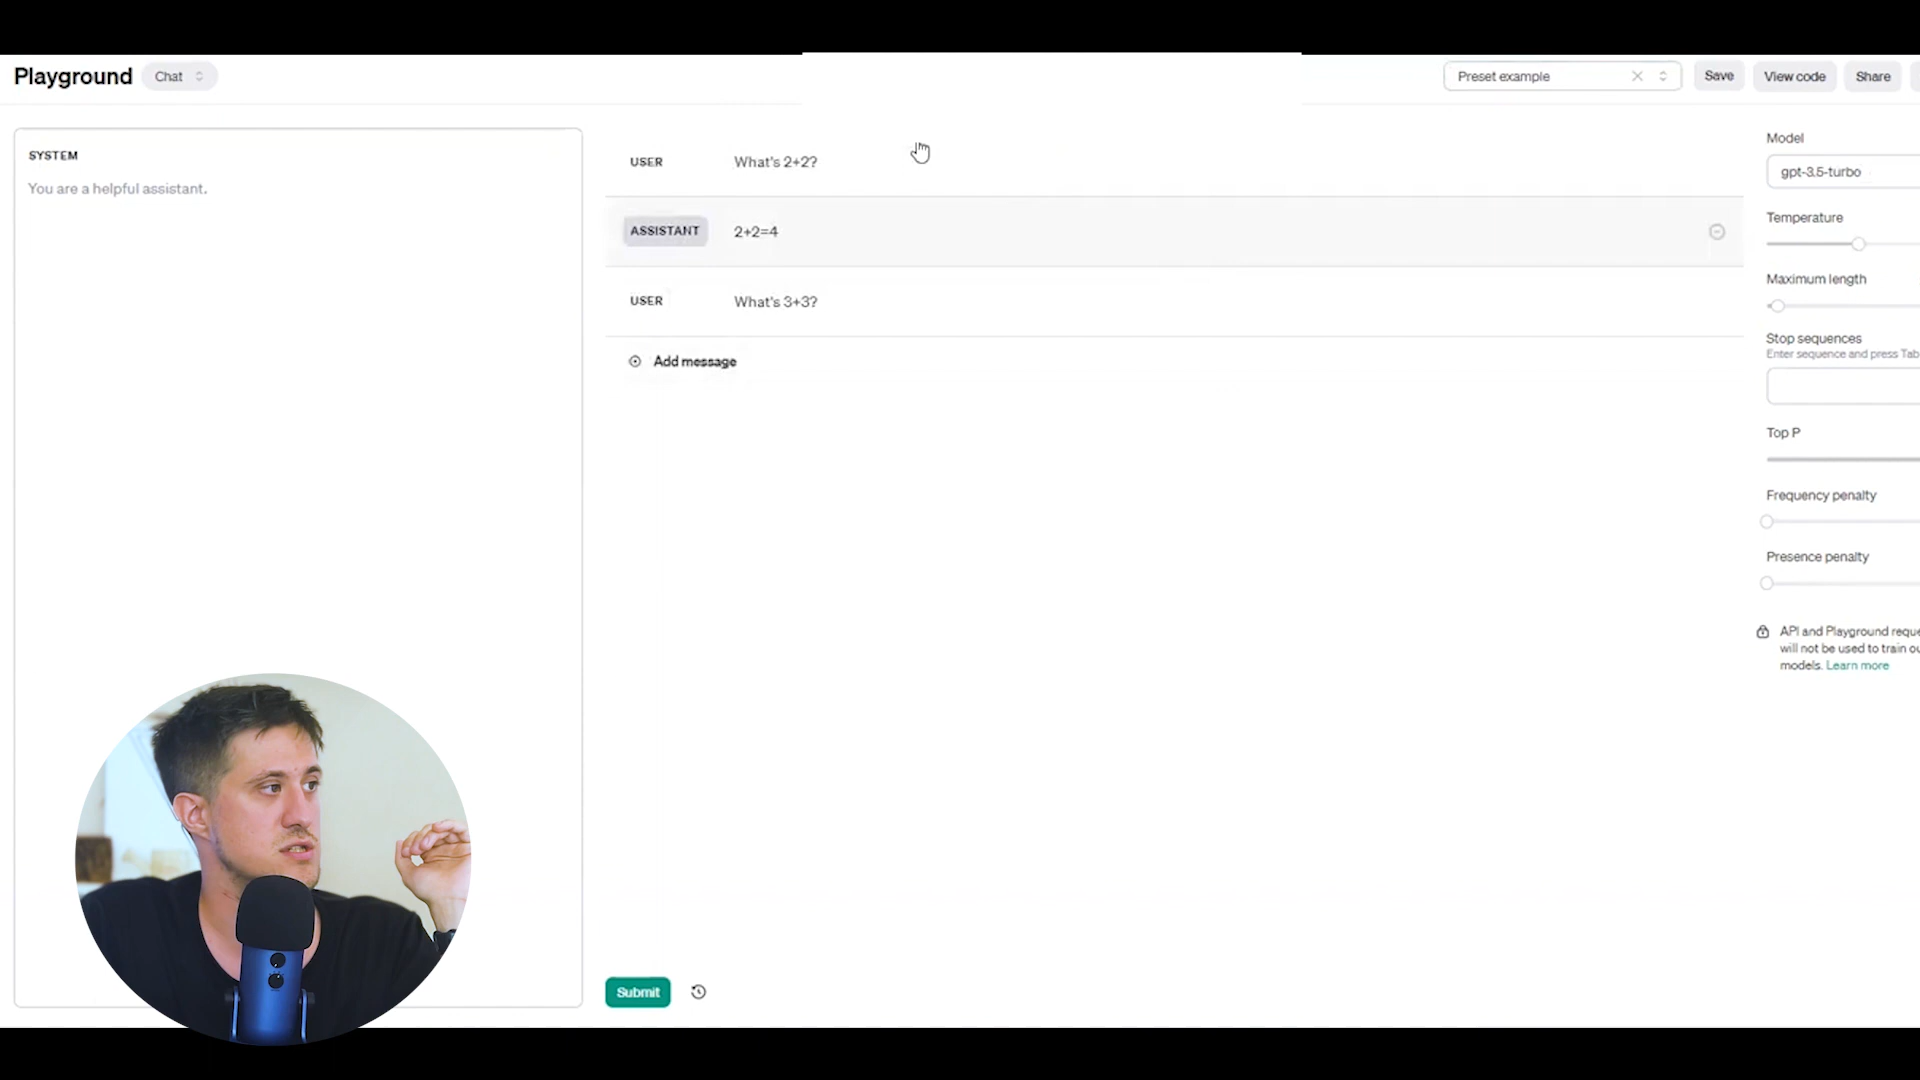 Playground
Chat
Preset example
Save
View code
Share
SYSTEM
You are a helpful assistant.
USER
What's 2+2?
ASSISTANT
2+2=4
USER
What's 3+3?
Add message
Submit
Model
gpt-3.5-turbo
Temperature
Maximum length
Stop sequences
Enter sequence and press Tab
Top P
Frequency penalty
Presence penalty
API and Playground reque
will not be used to train ou
models. Learn more